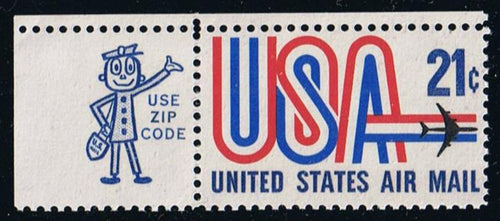 USE
ZIP
CODE
USA
21¢
UNITED STATES AIR MAIL